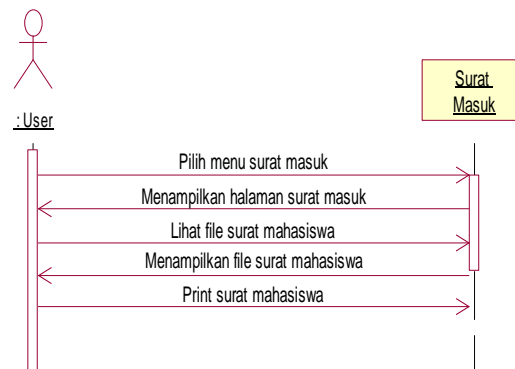 : User
Surat
Masuk
Pilih menu surat masuk
Menampilkan halaman surat masuk
Lihat file surat mahasiswa
Menampilkan file surat mahasiswa
Print surat mahasiswa